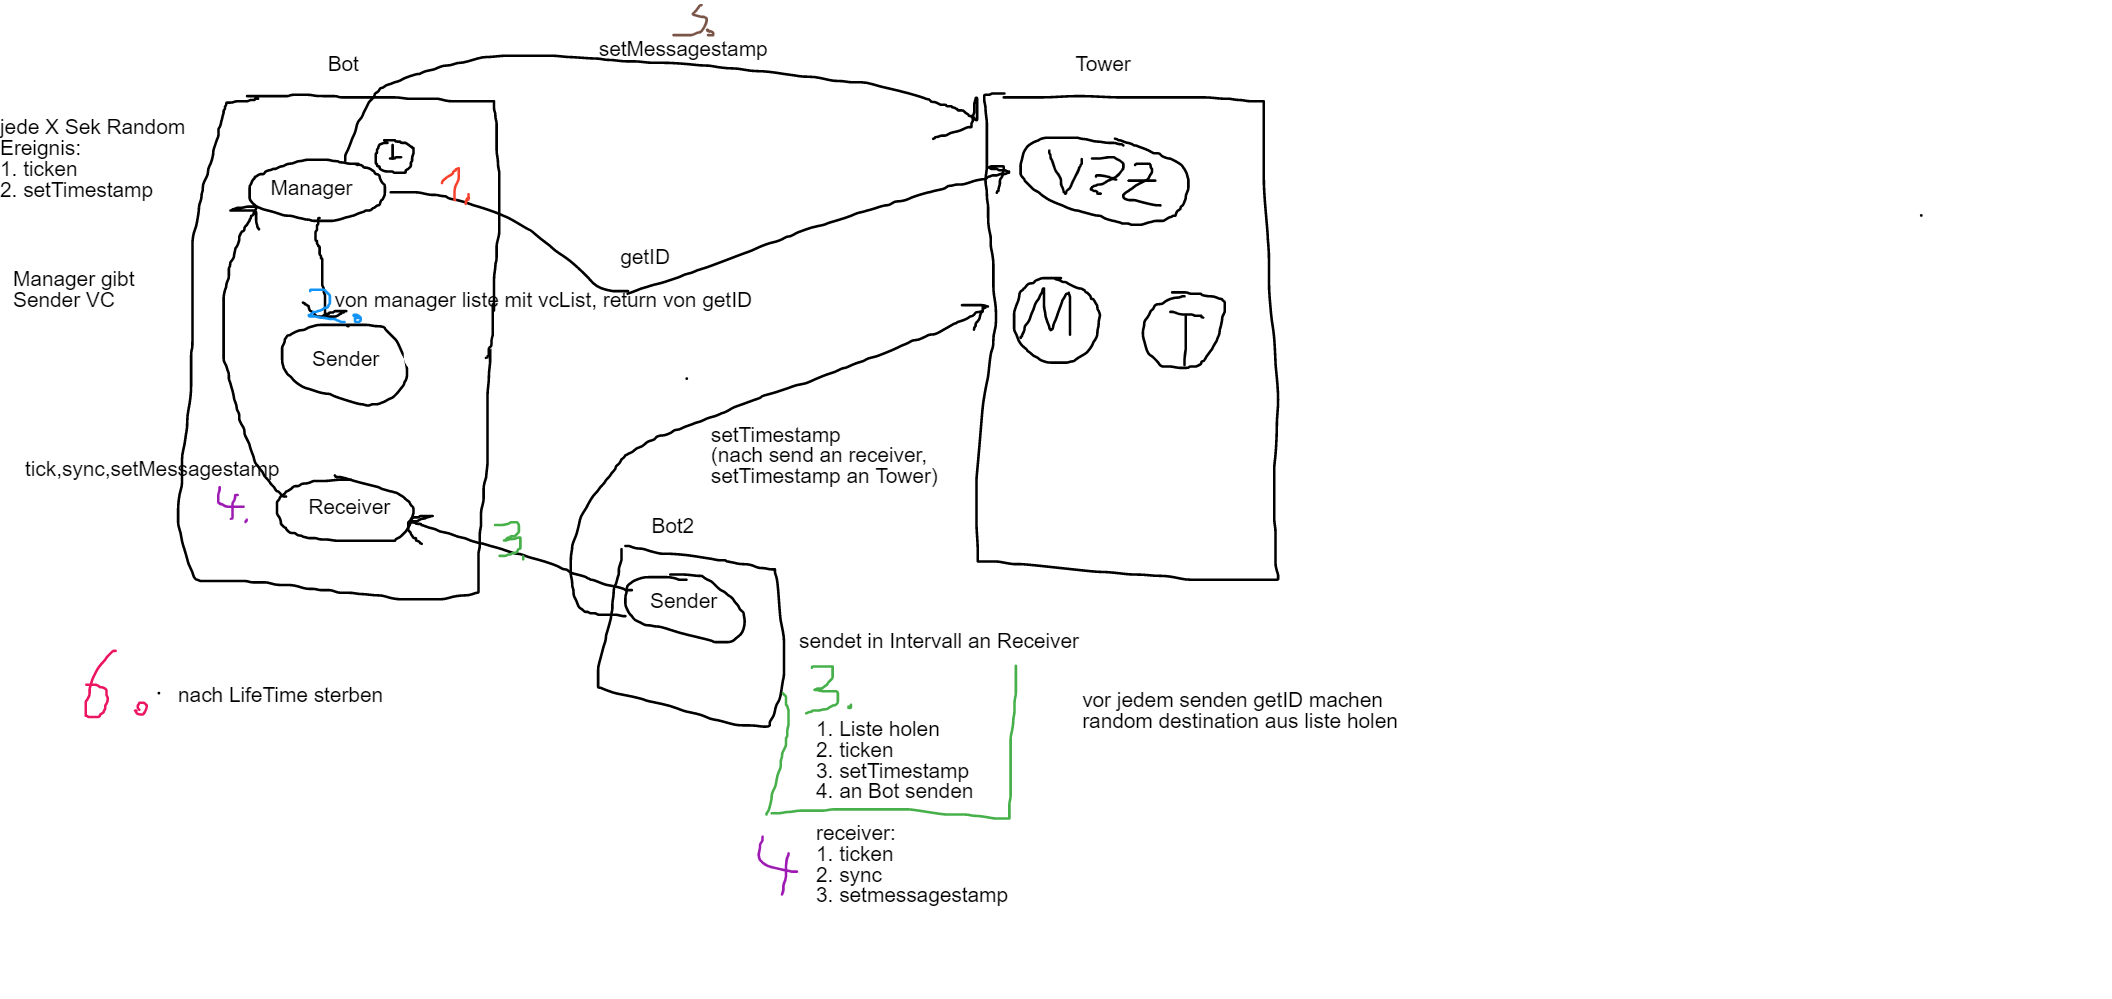 5.
setMessagestamp
Bot
Tower
jede X Sek Random
Ereignis:
1. ticken
2. setTimestamp
Manager
1.
getID
Manager gibt
Sender VC
2.
von manager liste mit vcList, return von getID
Sender
M
T
setTimestamp
(nach send an receiver,
setTimestamp an Tower)
tick,sync,setMessagestamp
4.
Receiver
3.
Bot2
Sender
sendet in Intervall an Receiver
6.
nach LifeTime sterben
3.
1. Liste holen
2. ticken
3. setTimestamp
4. an Bot senden
vor jedem senden getID machen
random destination aus liste holen
4
receiver:
1. ticken
2. sync
3. setmessagestamp